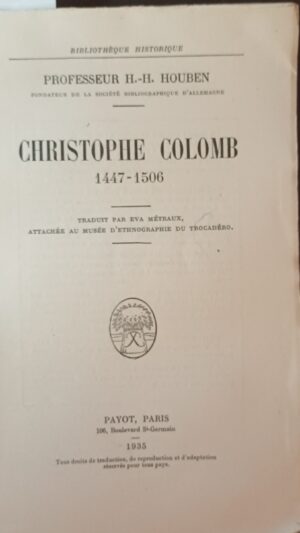 BIBLIOTHÈQUE HISTORIQUE
PROFESSEUR H.-H. HOUBEN
FONDATEUR DE LA SOCIÉTÉ BIBLIOGRAPHIQUE D'ALLEMAGNE
CHRISTOPHE COLOMB
1447-1506
TRADUIT PAR EVA MÉTRAUX,
ATTACHÉE AU MUSÉE D'ETHNOGRAPHIE DU TROCADÉRO.
PAYOT, PARIS
106, Boulevard St-Germain
1935
Tous droits de traduction, de reproduction et d'adaptation
réservés pour tous pays.